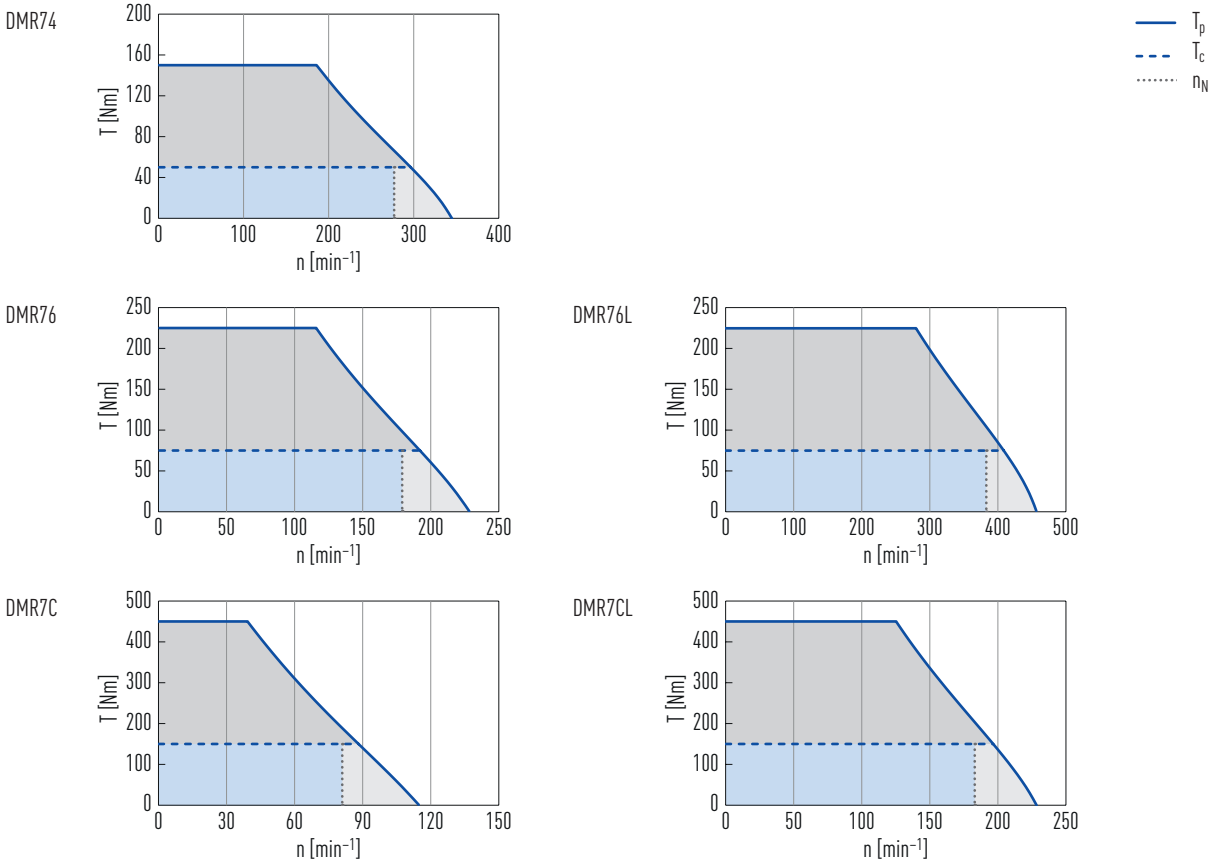 DMR74
T [Nm]
200
160
120
80
40
0
0 100 200 300 400
n [min⁻¹]
T_p
T_c
n_N
DMR76
T [Nm]
250
200
150
100
50
0
0 50 100 150 200 250
n [min⁻¹]
DMR76L
T [Nm]
250
200
150
100
50
0
0 100 200 300 400 500
n [min⁻¹]
DMR7C
T [Nm]
500
400
300
200
100
0
0 30 60 90 120 150
n [min⁻¹]
DMR7CL
T [Nm]
500
400
300
200
100
0
0 50 100 150 200 250
n [min⁻¹]